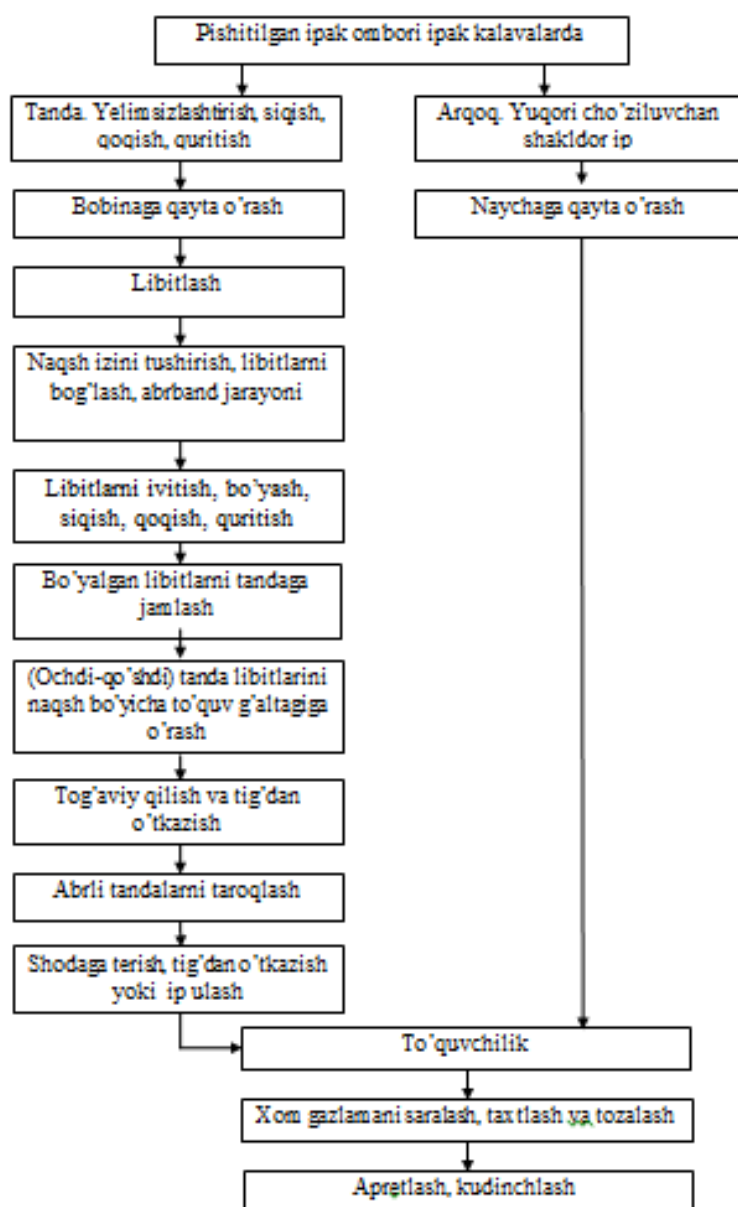 Pishitilgan ipak ombori ipak kalavalarda
Tanda. Yelimsizlashtirish, siqish,
qoqish, quritish
Arqoq. Yuqori cho’ziluvchan
shakldor ip
Bobinaga qayta o’rash
Naychaga qayta o’rash
Libitlash
Naqsh izini tushirish, libitlarni
bog’lash, abrband jarayoni
Libitlarni ivitish, bo’yash,
siqish, qoqish, quritish
Bo’yalgan libitlarni tandaga
jamlash
(Ochdi-qo’shdi) tanda libitlarini
naqsh bo’yicha to’quv g’altagiga
o’rash
Tog’aviy qilish va tig’dan
o’tkazish
Abrli tandalarni taroqlash
Shodaga terish, tig’dan o’tkazish
yoki ip ulash
To’quvchilik
Xom gazlamani saralash, taxtlash va tozalash
Apretlash, kudinchlash